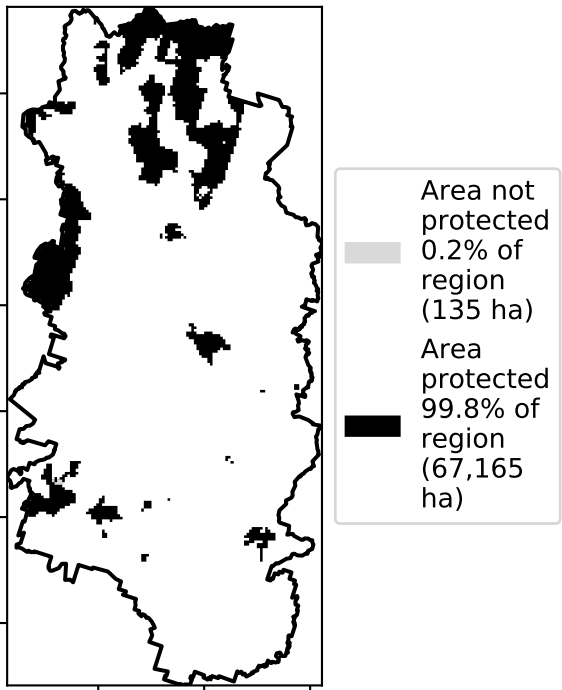 Area not
protected
0.2% of
region
(135 ha)
Area
protected
99.8% of
region
(67,165
ha)